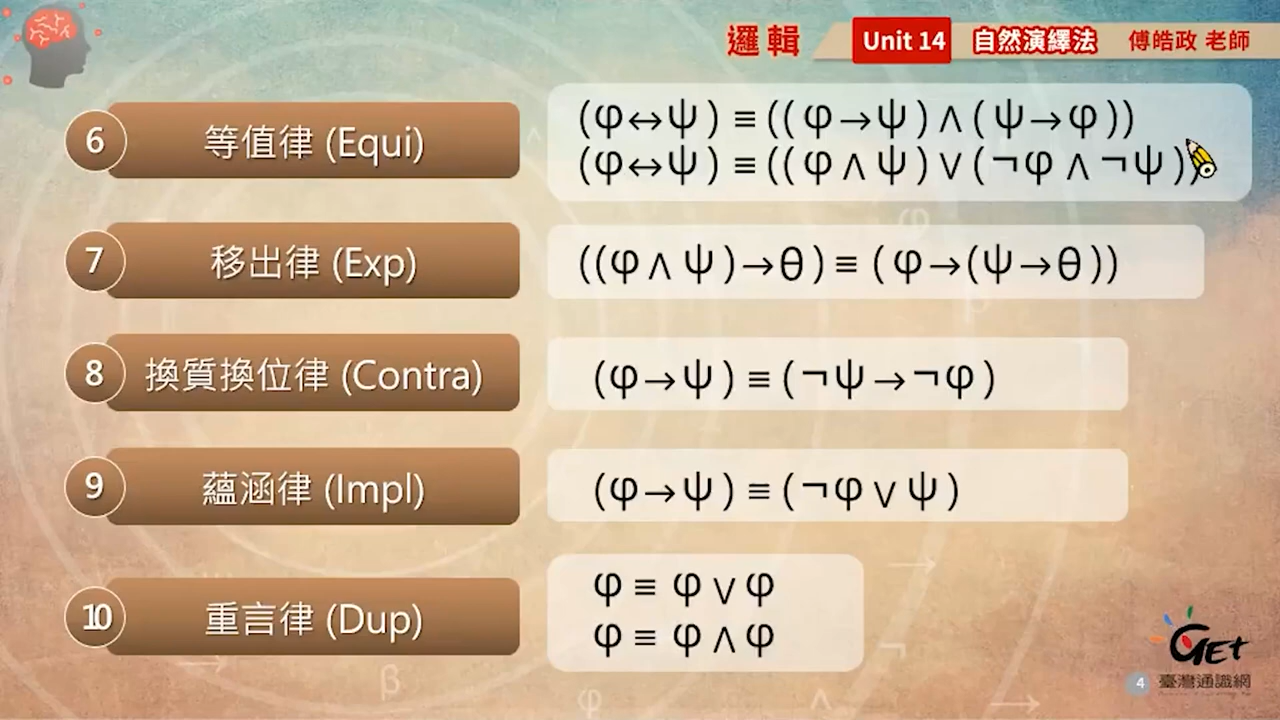 邏輯 Unit 14 自然演繹法 傅皓政 老師
6 等值律 (Equi)
(φ↔ψ) ≡ ((φ→ψ)∧(ψ→φ))
(φ↔ψ) ≡ ((φ∧ψ)∨(¬φ∧¬ψ))
7 移出律 (Exp) ((φ∧ψ)→θ) ≡ (φ→(ψ→θ))
8 換質換位律 (Contra) (φ→ψ) ≡ (¬ψ→¬φ)
9 蘊涵律 (Impl) (φ→ψ) ≡ (¬φ∨ψ)
10 重言律 (Dup)
φ ≡ φ∨φ
φ ≡ φ∧φ
GET
4 臺灣通識網